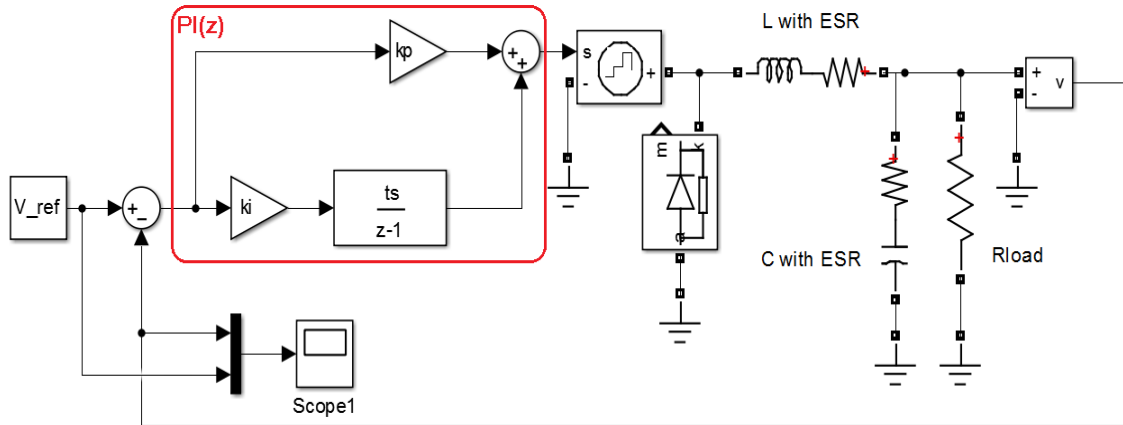 PI(z)
L with ESR
kp
+
+
s
-
+
+
-
v
m
k
a
V_ref
+
-
ki
ts
z-1
C with ESR
Rload
Scope1